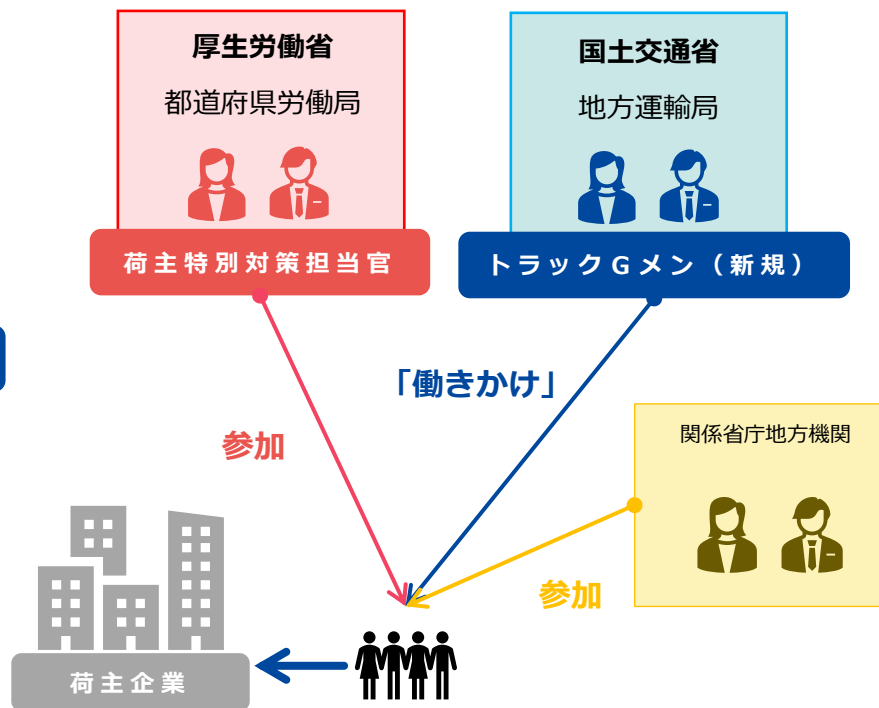 厚生労働省
都道府県労働局
荷主特別対策担当官
国土交通省
地方運輸局
トラックGメン（新規）
「働きかけ」
参加
関係省庁地方機関
参加
荷主企業